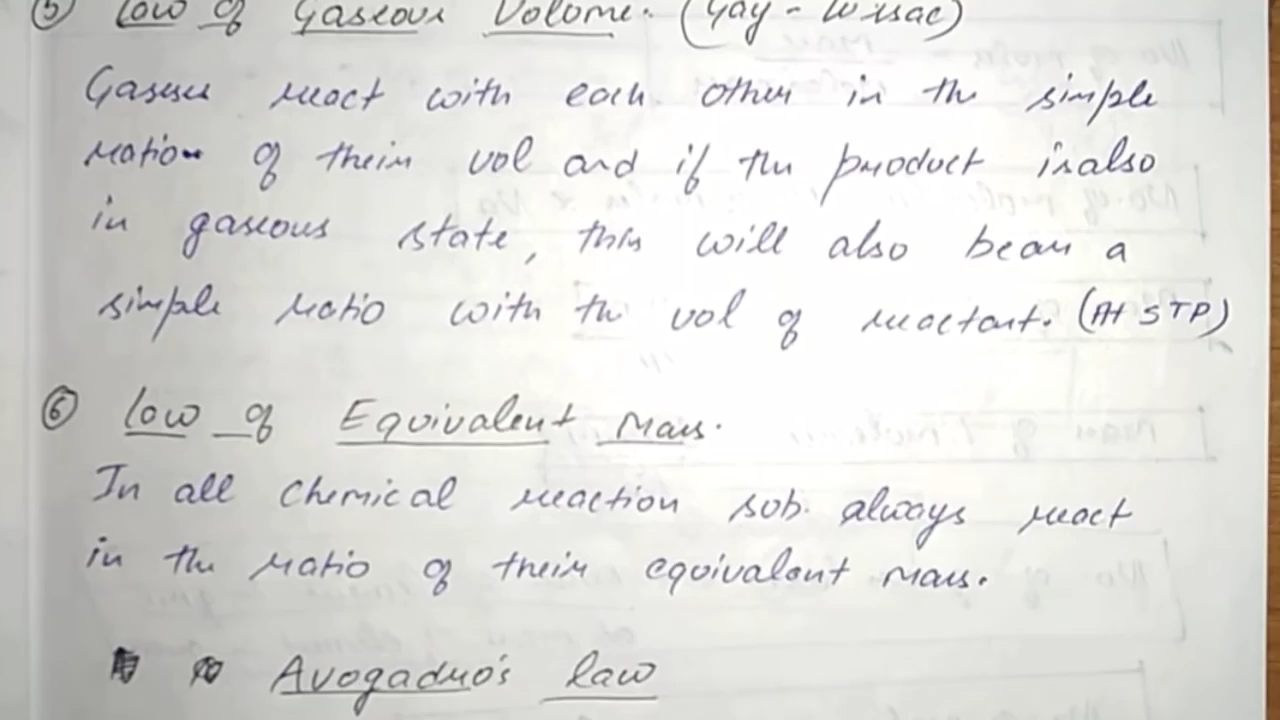 ⑤ Law of Gaseous Volume. (Gay-Lussac)
Gases react with each other in the simple
ratio of their vol and if the product is also
in gaseous state, this will also bear a
simple ratio with the vol of reactant. (At STP)
⑥ Law of Equivalent Mass.
In all chemical reaction sub. always react
in the ratio of their equivalent mass.
Avogadro's law